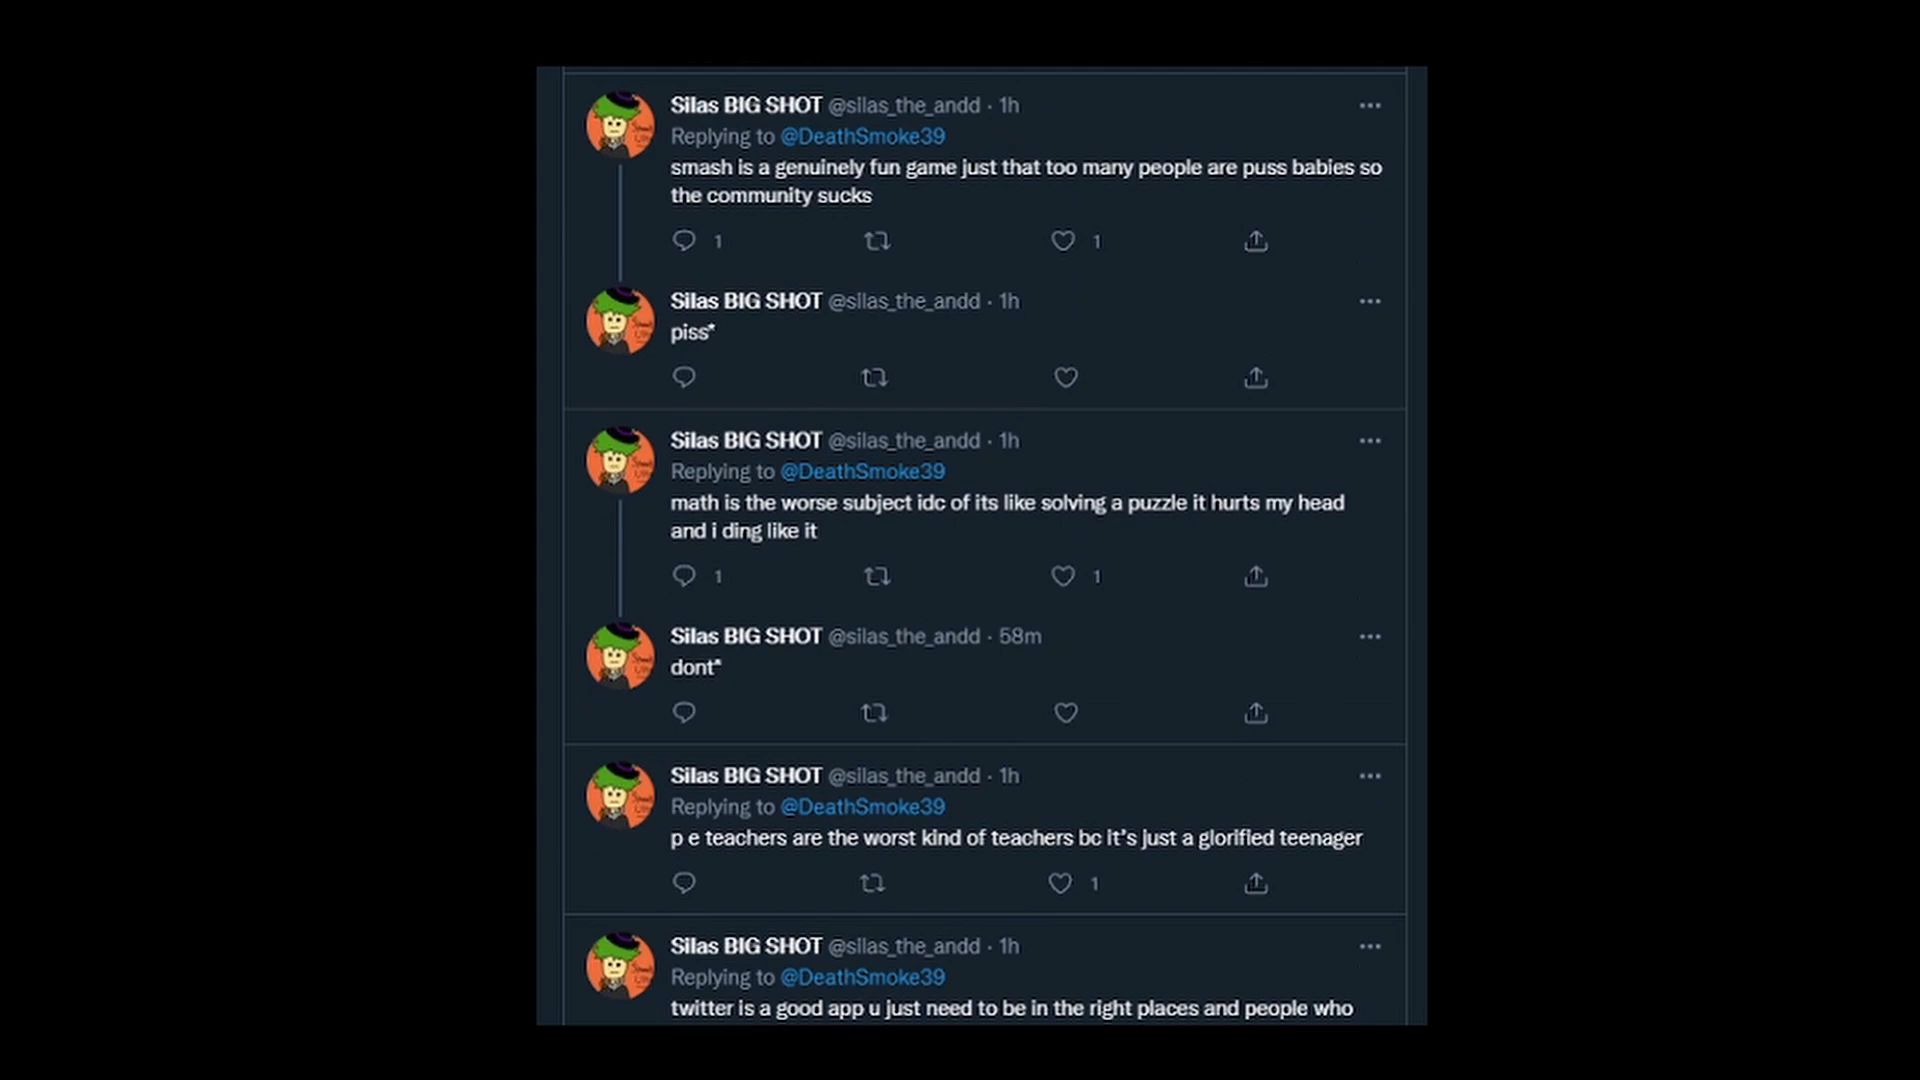 Silas BIG SHOT @silas_the_andd · 1h
Replying to @DeathSmoke39
smash is a genuinely fun game just that too many people are puss babies so
the community sucks
1 1
Silas BIG SHOT @silas_the_andd · 1h
piss*
Silas BIG SHOT @silas_the_andd · 1h
Replying to @DeathSmoke39
math is the worse subject idc of its like solving a puzzle it hurts my head
and i ding like it
1 1
Silas BIG SHOT @silas_the_andd · 58m
dont*
Silas BIG SHOT @silas_the_andd · 1h
Replying to @DeathSmoke39
p e teachers are the worst kind of teachers bc it's just a glorified teenager
1
Silas BIG SHOT @silas_the_andd · 1h
Replying to @DeathSmoke39
twitter is a good app u just need to be in the right places and people who